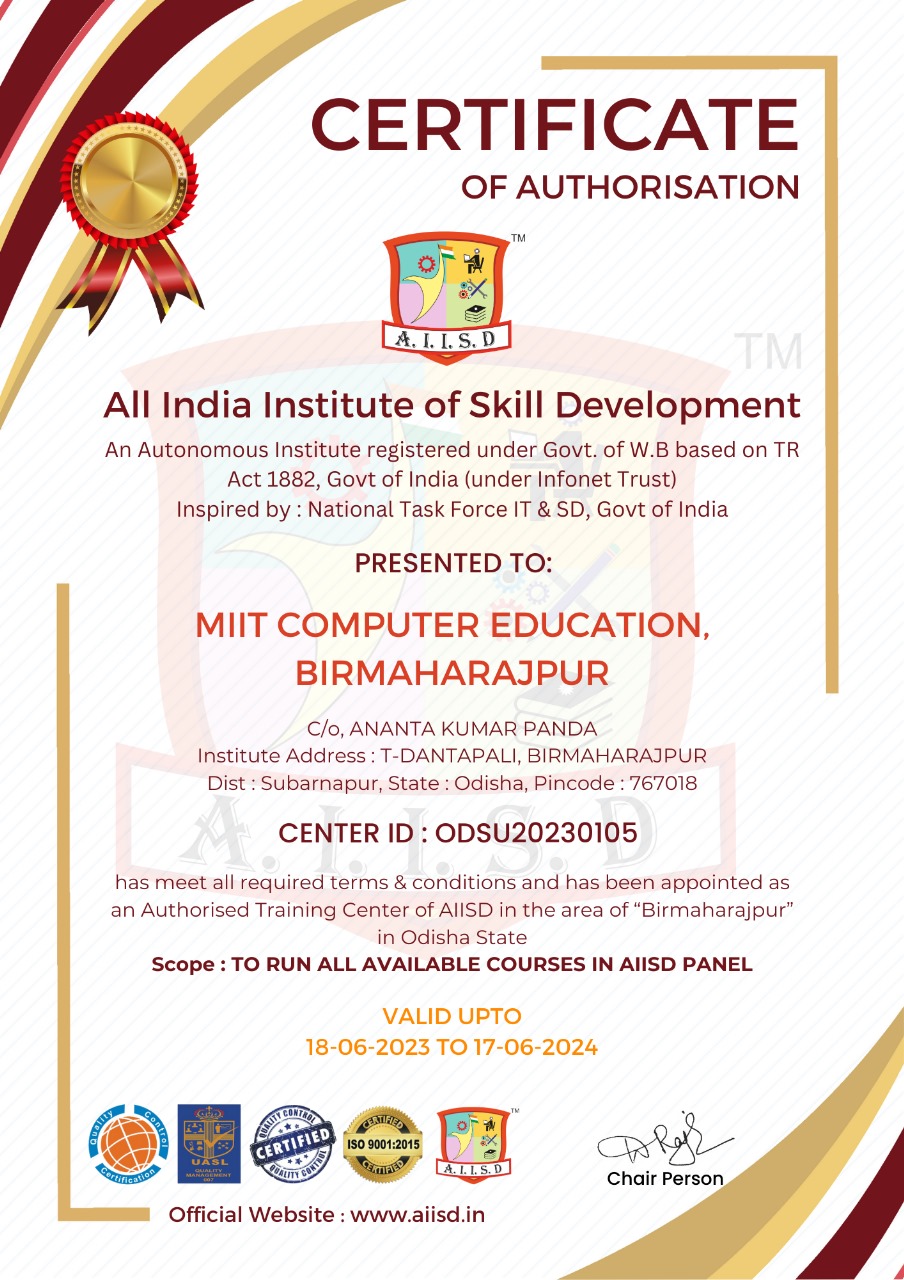 CERTIFICATE
OF AUTHORISATION
TM
A. I. I. S. D
TM
All India Institute of Skill Development
An Autonomous Institute registered under Govt. of W.B based on TR
Act 1882, Govt of India (under Infonet Trust)
Inspired by : National Task Force IT & SD, Govt of India
PRESENTED TO:
MIIT COMPUTER EDUCATION,
BIRMAHARAJPUR
C/o, ANANTA KUMAR PANDA
Institute Address : T-DANTAPALI, BIRMAHARAJPUR
Dist : Subarnapur, State : Odisha, Pincode : 767018
A. I. I. S. D
CENTER ID : ODSU20230105
has meet all required terms & conditions and has been appointed as
an Authorised Training Center of AIISD in the area of “Birmaharajpur”
in Odisha State
Scope : TO RUN ALL AVAILABLE COURSES IN AIISD PANEL
VALID UPTO
18-06-2023 TO 17-06-2024
Quality Control
Certification
UASL
QUALITY
MANAGEMENT
QUALITY CONTROL
CERTIFIED
QUALITY CONTROL
CERTIFIED
ISO 9001:2015
CERTIFIED
TM
A. I. I. S. D
Chair Person
Official Website : www.aiisd.in